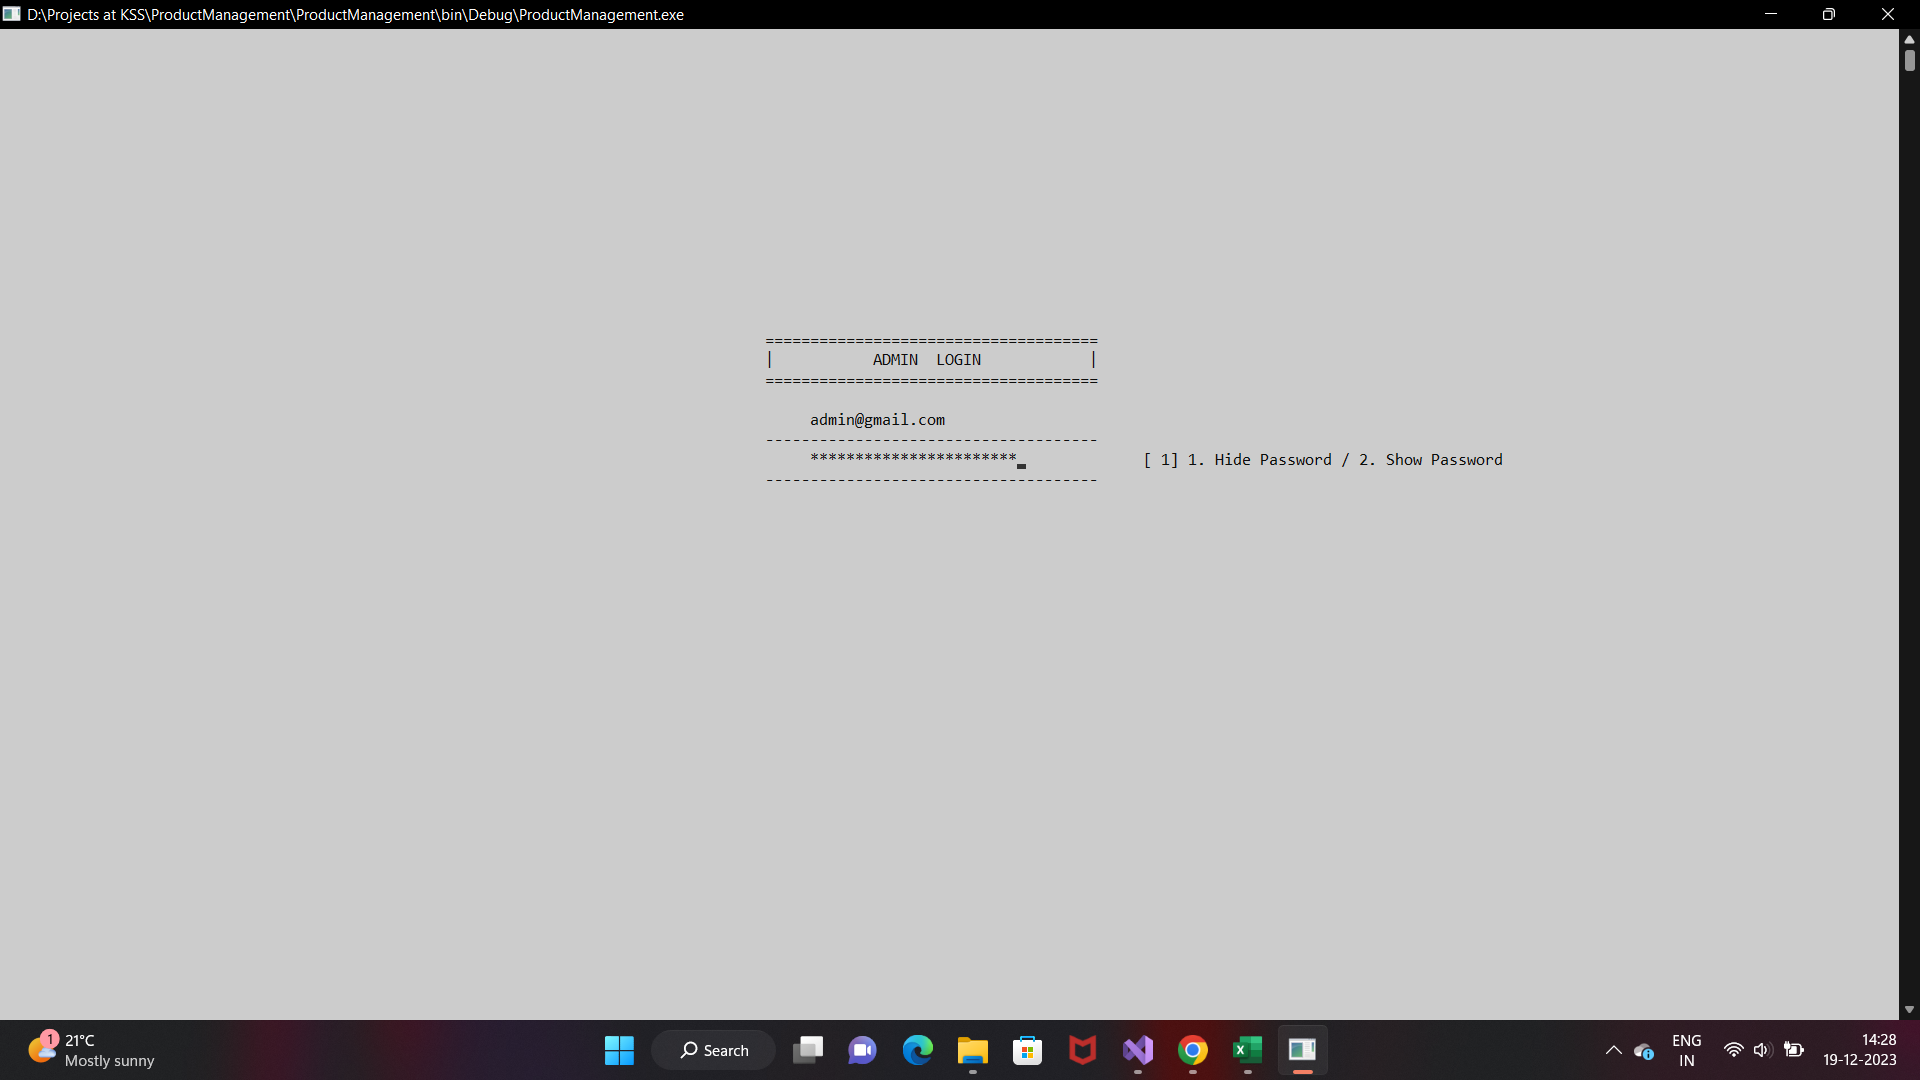 D:\Projects at KSS\ProductManagement\ProductManagement\bin\Debug\ProductManagement.exe
=====================================
| ADMIN  LOGIN |
=====================================
admin@gmail.com
-------------------------------------
*********************** [ 1] 1. Hide Password / 2. Show Password
-------------------------------------
1
21°C
Mostly sunny
Search
ENG
IN
14:28
19-12-2023